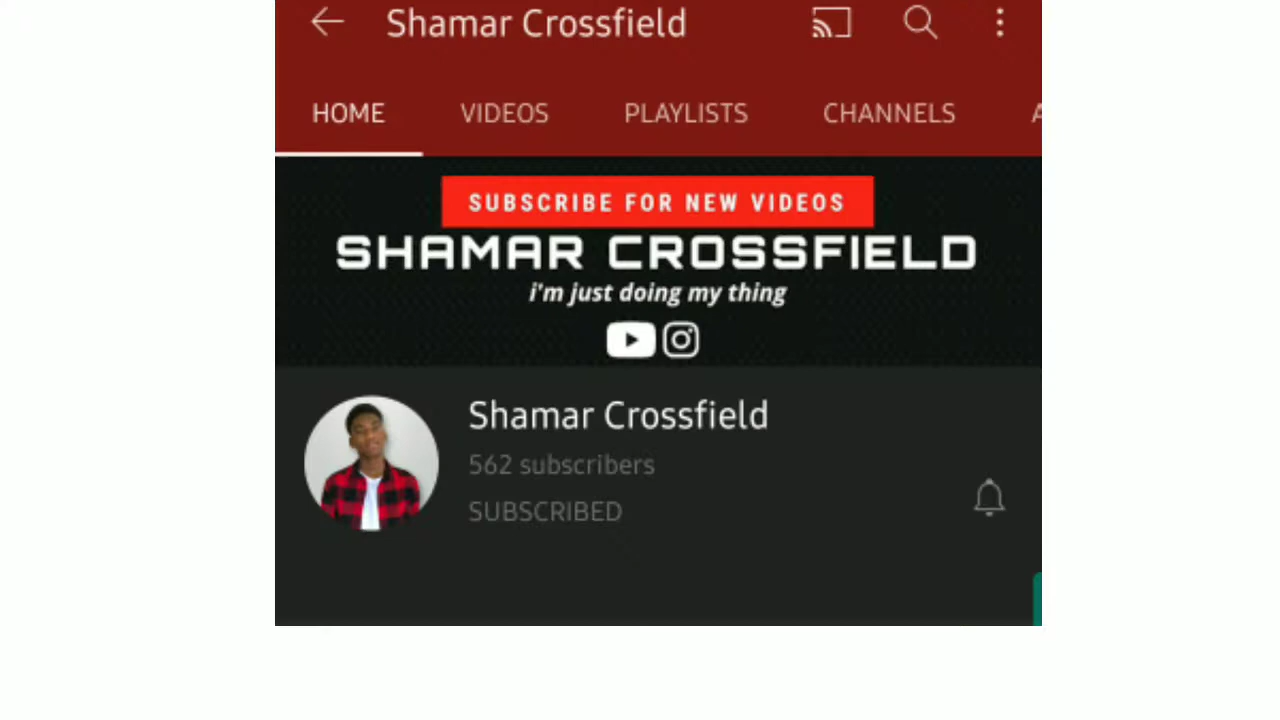 Shamar Crossfield
HOME VIDEOS PLAYLISTS CHANNELS
SUBSCRIBE FOR NEW VIDEOS
SHAMAR CROSSFIELD
i'm just doing my thing
Shamar Crossfield
562 subscribers
SUBSCRIBED